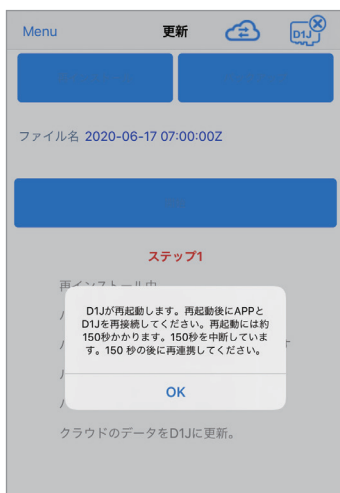 Menu
更新
D1J
ファイル名 2020-06-17 07:00:00Z
ステップ1
再インストール中
D1Jが再起動します。再起動後にAPPと
D1Jを再接続してください。再起動には約
150秒かかります。150秒を中断していま
す。150 秒の後に再連携してください。
OK
クラウドのデータをD1Jに更新。